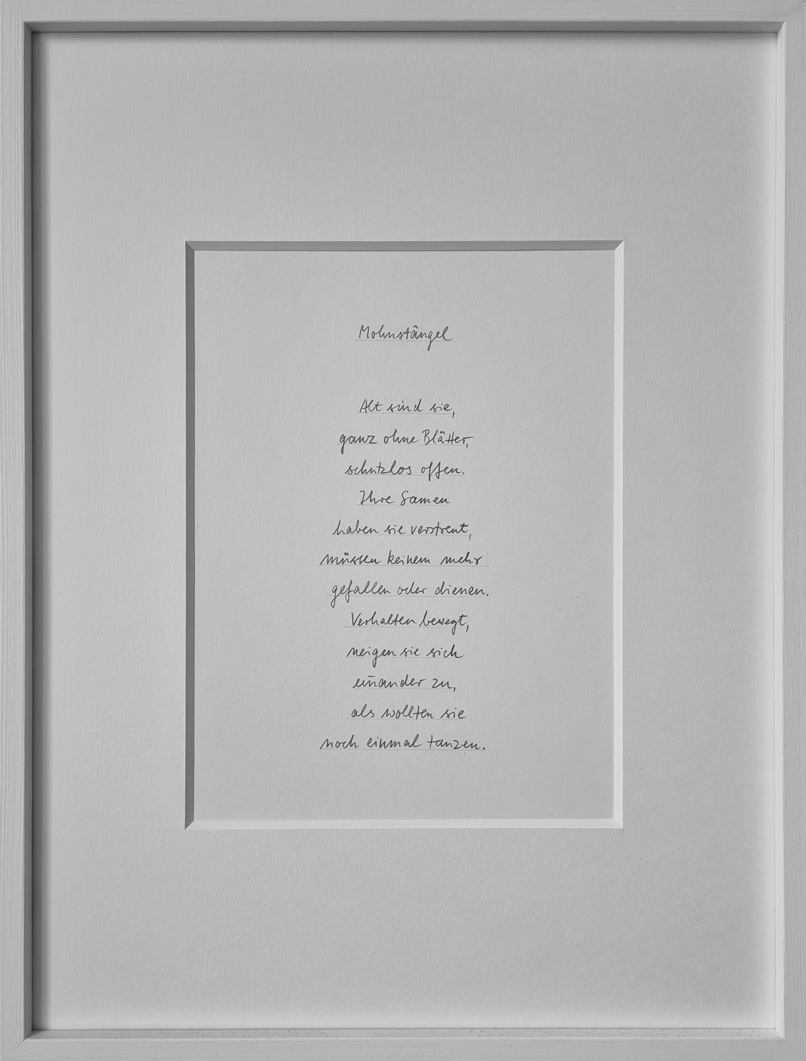 Mohnstängel
Alt sind sie,
ganz ohne Blätter,
schutzlos offen.
Ihre Samen
haben sie verstreut,
müssen keinem mehr
gefallen oder dienen.
Verhalten bewegt,
neigen sie sich
einander zu,
als wollten sie
noch einmal tanzen.